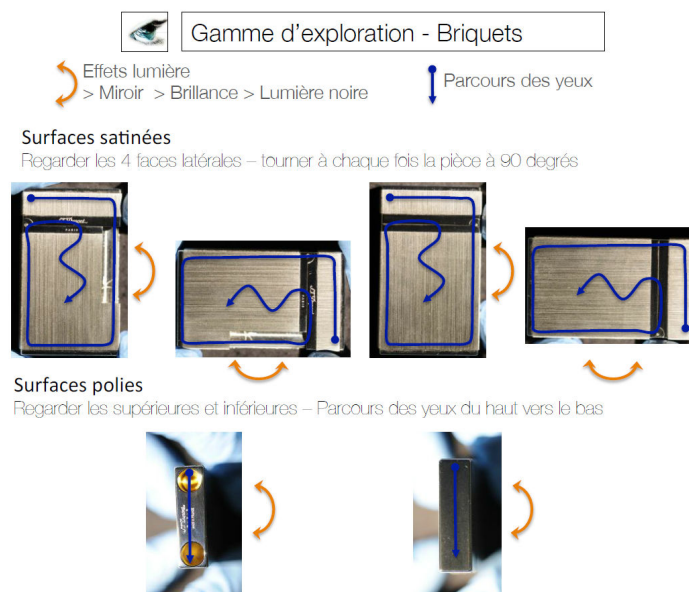 Gamme d'exploration - Briquets
Effets lumière
> Miroir > Brillance > Lumière noire
Parcours des yeux
Surfaces satinées
Regarder les 4 faces latérales – tourner à chaque fois la pièce à 90 degrés
Surfaces polies
Regarder les supérieures et inférieures – Parcours des yeux du haut vers le bas